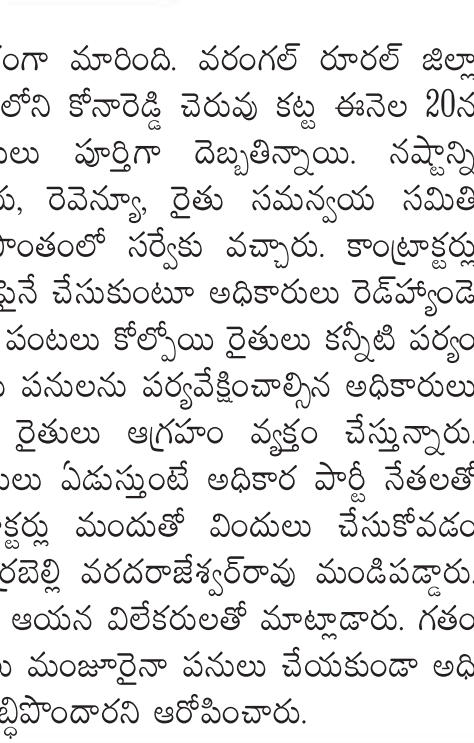 ంగా మారింది. వరంగల్ రూరల్ జిల్లా
లోని కోనారెడ్డి చెరువు కట్ట ఈనెల 20న
లు పూర్తిగా దెబ్బతిన్నాయి. నష్టాన్ని
రెవెన్యూ, రైతు సమన్వయ సమితి
ాంతంలో సర్వేకు వచ్చారు. కాంట్రాక్టర్లు
పైనే చేసుకుంటూ అధికారులు రెడ్‌హ్యాండె
పంటలు కోల్పోయి రైతులు కన్నీటి పర్యం
పనులను పర్యవేక్షించాల్సిన అధికారులు
రైతులు ఆగ్రహం వ్యక్తం చేస్తున్నారు.
లు ఏడుస్తుంటే అధికార పార్టీ నేతలతో
క్టర్లు మందుతో విందులు చేసుకోవడం
ర్రబెల్లి వరదరాజేశ్వర్‌రావు మండిపడ్డారు.
ఆయన విలేకరులతో మాట్లాడారు. గతం
మంజూరైనా పనులు చేయకుండా అధి
బ్ధిపొందారని ఆరోపించారు.